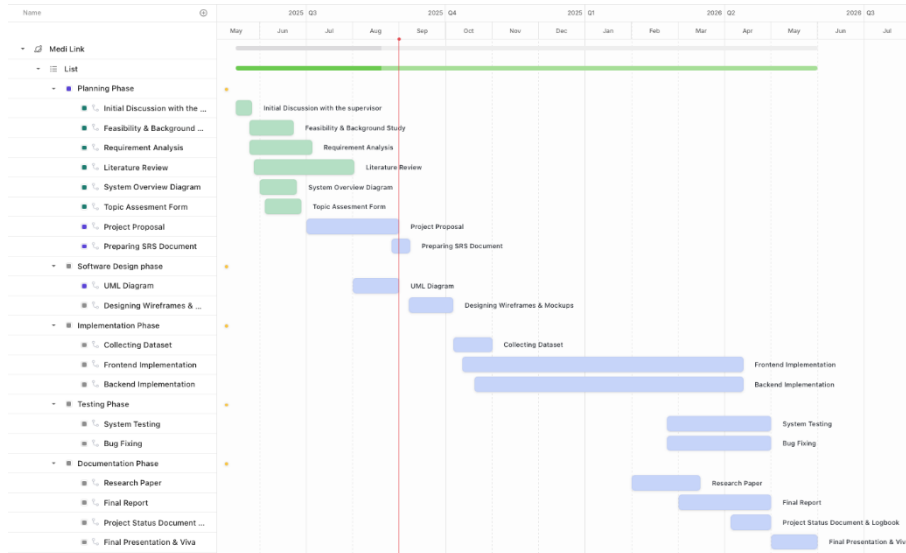 Name 2025 Q3 2025 Q4 2025 Q1 2026 Q2 2026 Q3
May Jun Jul Aug Sep Oct Nov Dec Jan Feb Mar Apr May Jun Jul
Medi Link
List
Planning Phase
Initial Discussion with the ... Initial Discussion with the supervisor
Feasibility & Background ... Feasibility & Background Study
Requirement Analysis Requirement Analysis
Literature Review Literature Review
System Overview Diagram System Overview Diagram
Topic Assesment Form Topic Assesment Form
Project Proposal Project Proposal
Preparing SRS Document Preparing SRS Document
Software Design phase
UML Diagram UML Diagram
Designing Wireframes & ... Designing Wireframes & Mockups
Implementation Phase
Collecting Dataset Collecting Dataset
Frontend Implementation Frontend Implementation
Backend Implementation Backend Implementation
Testing Phase
System Testing System Testing
Bug Fixing Bug Fixing
Documentation Phase
Research Paper Research Paper
Final Report Final Report
Project Status Document ... Project Status Document & Logbook
Final Presentation & Viva Final Presentation & Viv